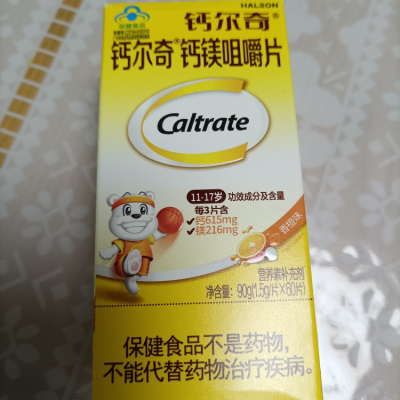 HALEON
钙尔奇®
保健食品
钙尔奇®钙镁咀嚼片
Caltrate
11-17岁 功效成分及含量
每3片含
钙615mg
镁216mg
香橙味
营养素补充剂
净含量：90g(1.5g/片×60片)
保健食品不是药物，
不能代替药物治疗疾病。